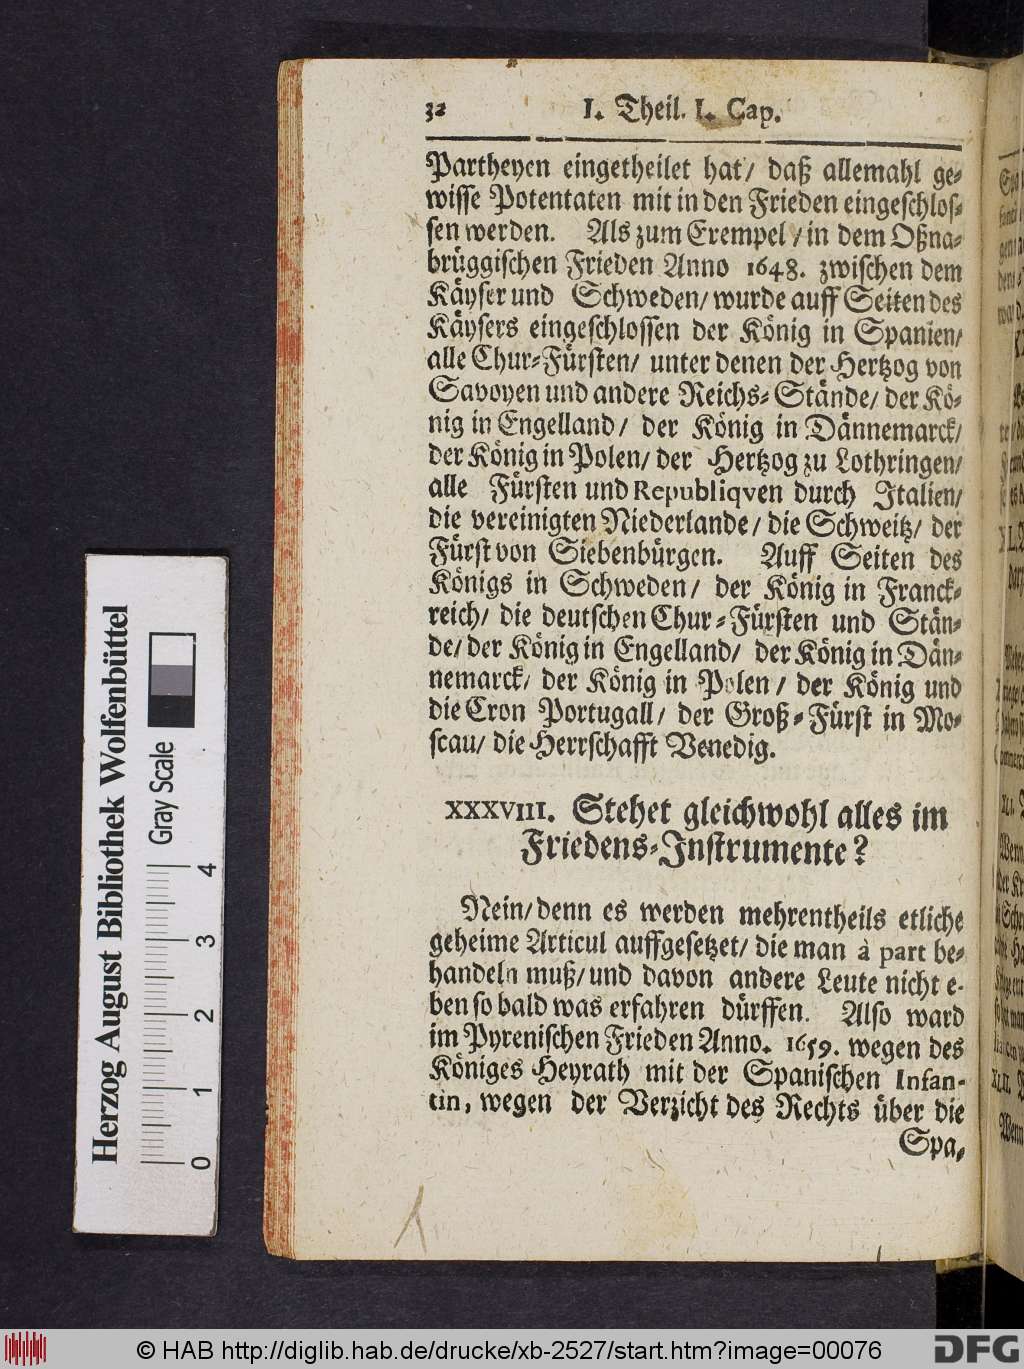 32 I. Theil. I. Cap.
Partheyen eingetheilet hat/ daß allemahl ge-
wisse Potentaten mit in den Frieden eingeschlos-
sen werden. Als zum Exempel / in dem Oßna-
brüggischen Frieden Anno 1648. zwischen dem
Käyser und Schweden/ wurde auff Seiten des
Käysers eingeschlossen der König in Spanien/
alle Chur-Fürsten/ unter denen der Hertzog von
Savoyen und andere Reichs-Stände/ der Kö-
nig in Engelland/ der König in Dännemarck/
der König in Polen/ der Hertzog zu Lothringen/
alle Fürsten und Republiqven durch Italien/
die vereinigten Niederlande/ die Schweitz/ der
Fürst von Siebenbürgen. Auff Seiten des
Königs in Schweden/ der König in Franck-
reich/ die deutschen Chur-Fürsten und Stän-
de/ der König in Engelland/ der König in Dän-
nemarck/ der König in Polen/ der König und
die Cron Portugall/ der Groß-Fürst in Mo-
scau/ die Herrschafft Venedig.
XXXVIII. Stehet gleichwohl alles im
Friedens-Instrumente?
Nein/ denn es werden mehrentheils etliche
geheime Articul auffgesetzet/ die man à part be-
handeln muß/ und davon andere Leute nicht e-
ben so bald was erfahren dürffen. Also ward
im Pyrenischen Frieden Anno. 1659. wegen des
Königes Heyrath mit der Spanischen Infan-
tin, wegen der Verzicht des Rechts über die
Spa-
Herzog August Bibliothek Wolfenbüttel
Gray Scale
0 1 2 3 4
© HAB http://diglib.hab.de/drucke/xb-2527/start.htm?image=00076
DFG